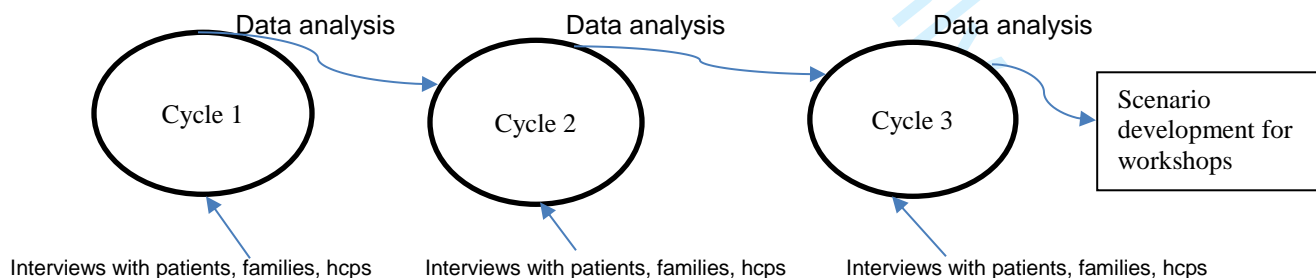 Data analysis
Data analysis
Data analysis
Cycle 1
Cycle 2
Cycle 3
Scenario
development for
workshops
Interviews with patients, families, hcps
Interviews with patients, families, hcps
Interviews with patients, families, hcps